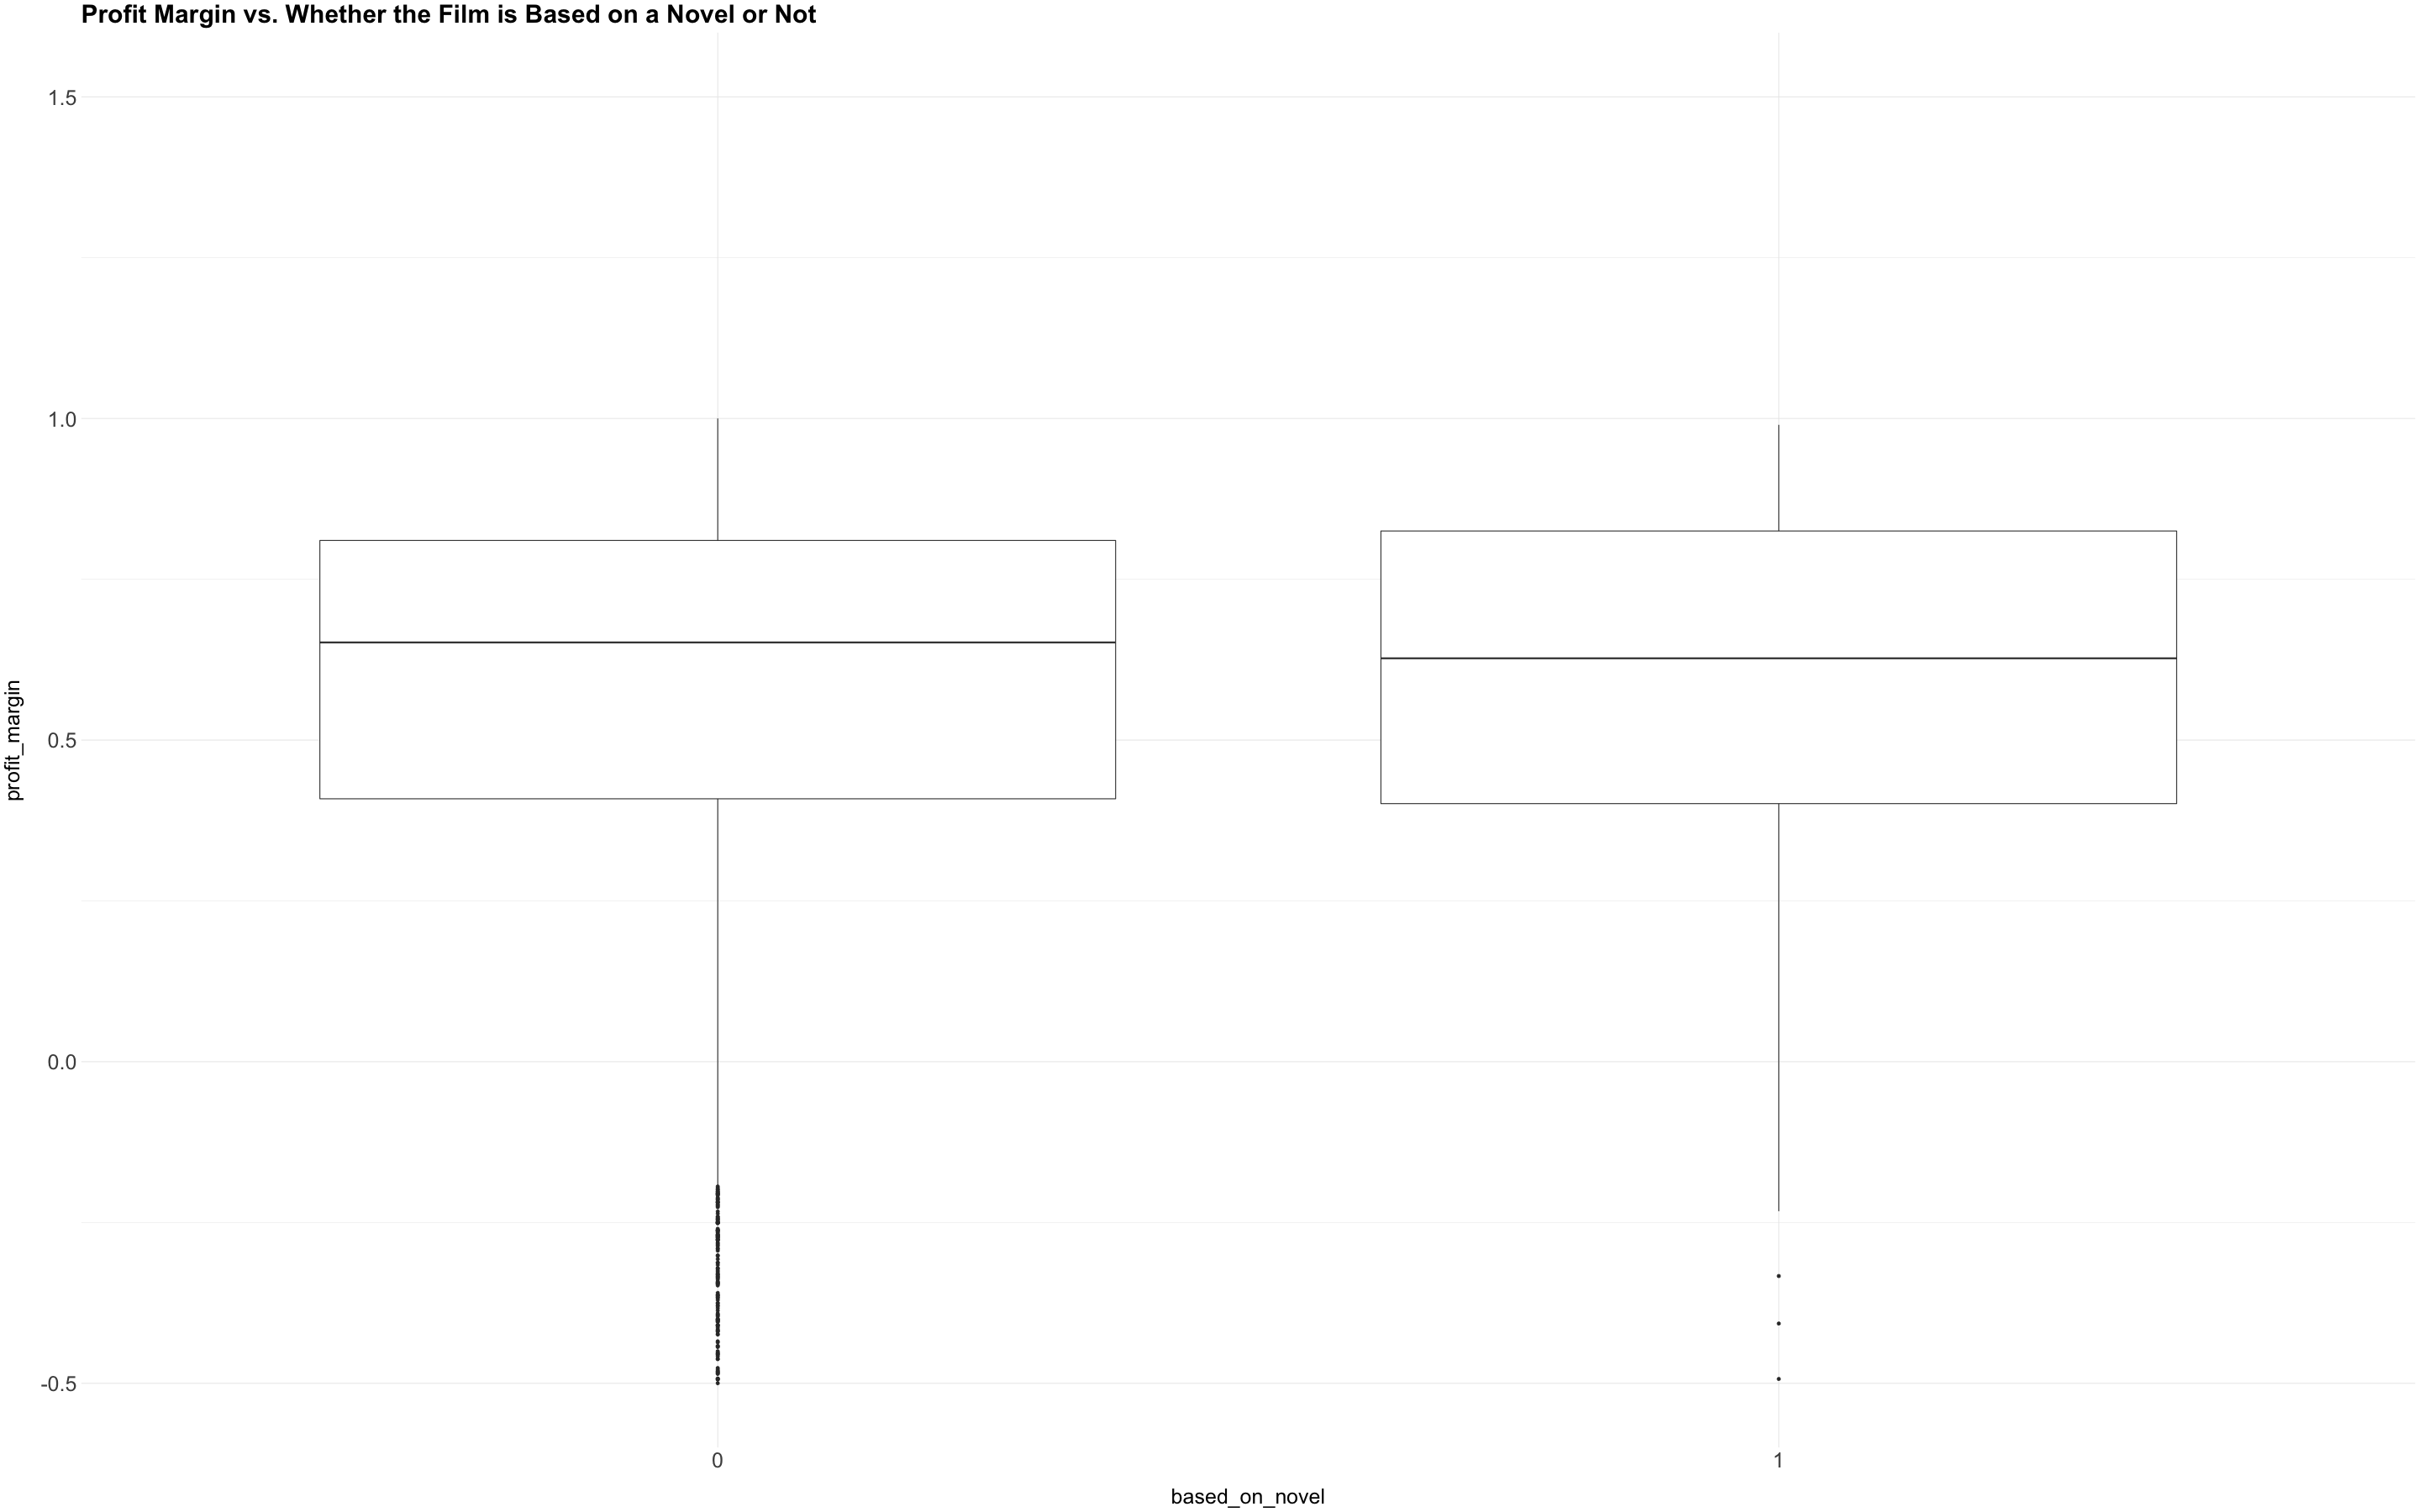 Profit Margin vs. Whether the Film is Based on a Novel or Not
1.5
1.0
0.5
0.0
-0.5
profit_margin
0
1
based_on_novel